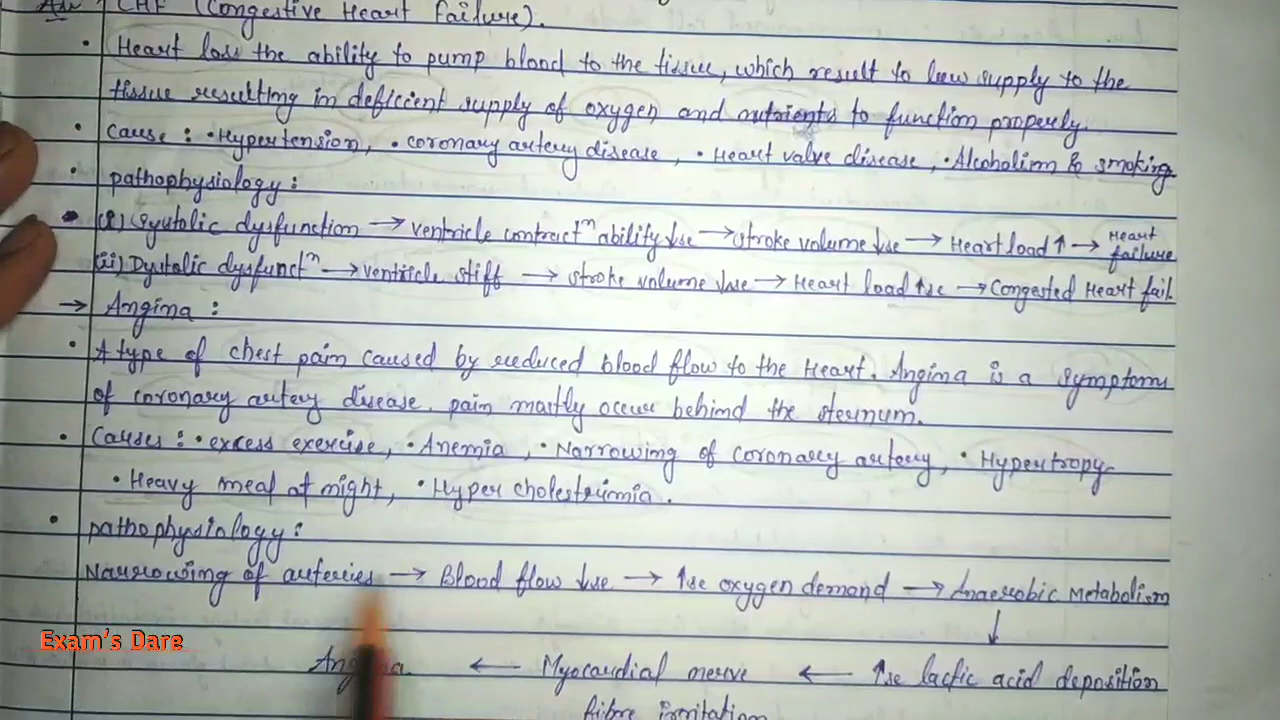 Ans CHF (Congestive Heart Failure).
• Heart lose the ability to pump blood to the tissue, which result to low supply to the
tissue resulting in deficient supply of oxygen and nutrients to function properly.
• Cause : • Hypertension, • coronary artery disease, • Heart valve disease, • Alcoholism & smoking
• pathophysiology :
(i) Systolic dysfunction → ventricle contractⁿ ability ↓se → stroke volume ↓se → Heart load ↑ → Heart failure
(ii) Dystolic dysfunctⁿ → ventricle stiff → stroke volume ↓se → Heart load ↑se → Congested Heart fail.
→ Angina :
• A type of chest pain caused by reduced blood flow to the Heart. Angina is a symptoms
of coronary artery disease. pain mostly occur behind the sternum.
• Causes : • excess exercise, • Anemia, • Narrowing of coronary artery, • Hypertropy
• Heavy meal at night, • Hyper cholestrimia.
• pathophysiology :
Narrowing of arteries → Blood flow ↓se → ↑se oxygen demand → Anaerobic Metabolism
↓
Angina ← Myocardial nerve ← ↑se lactic acid deposition
fibre irritation
Exam's Dare